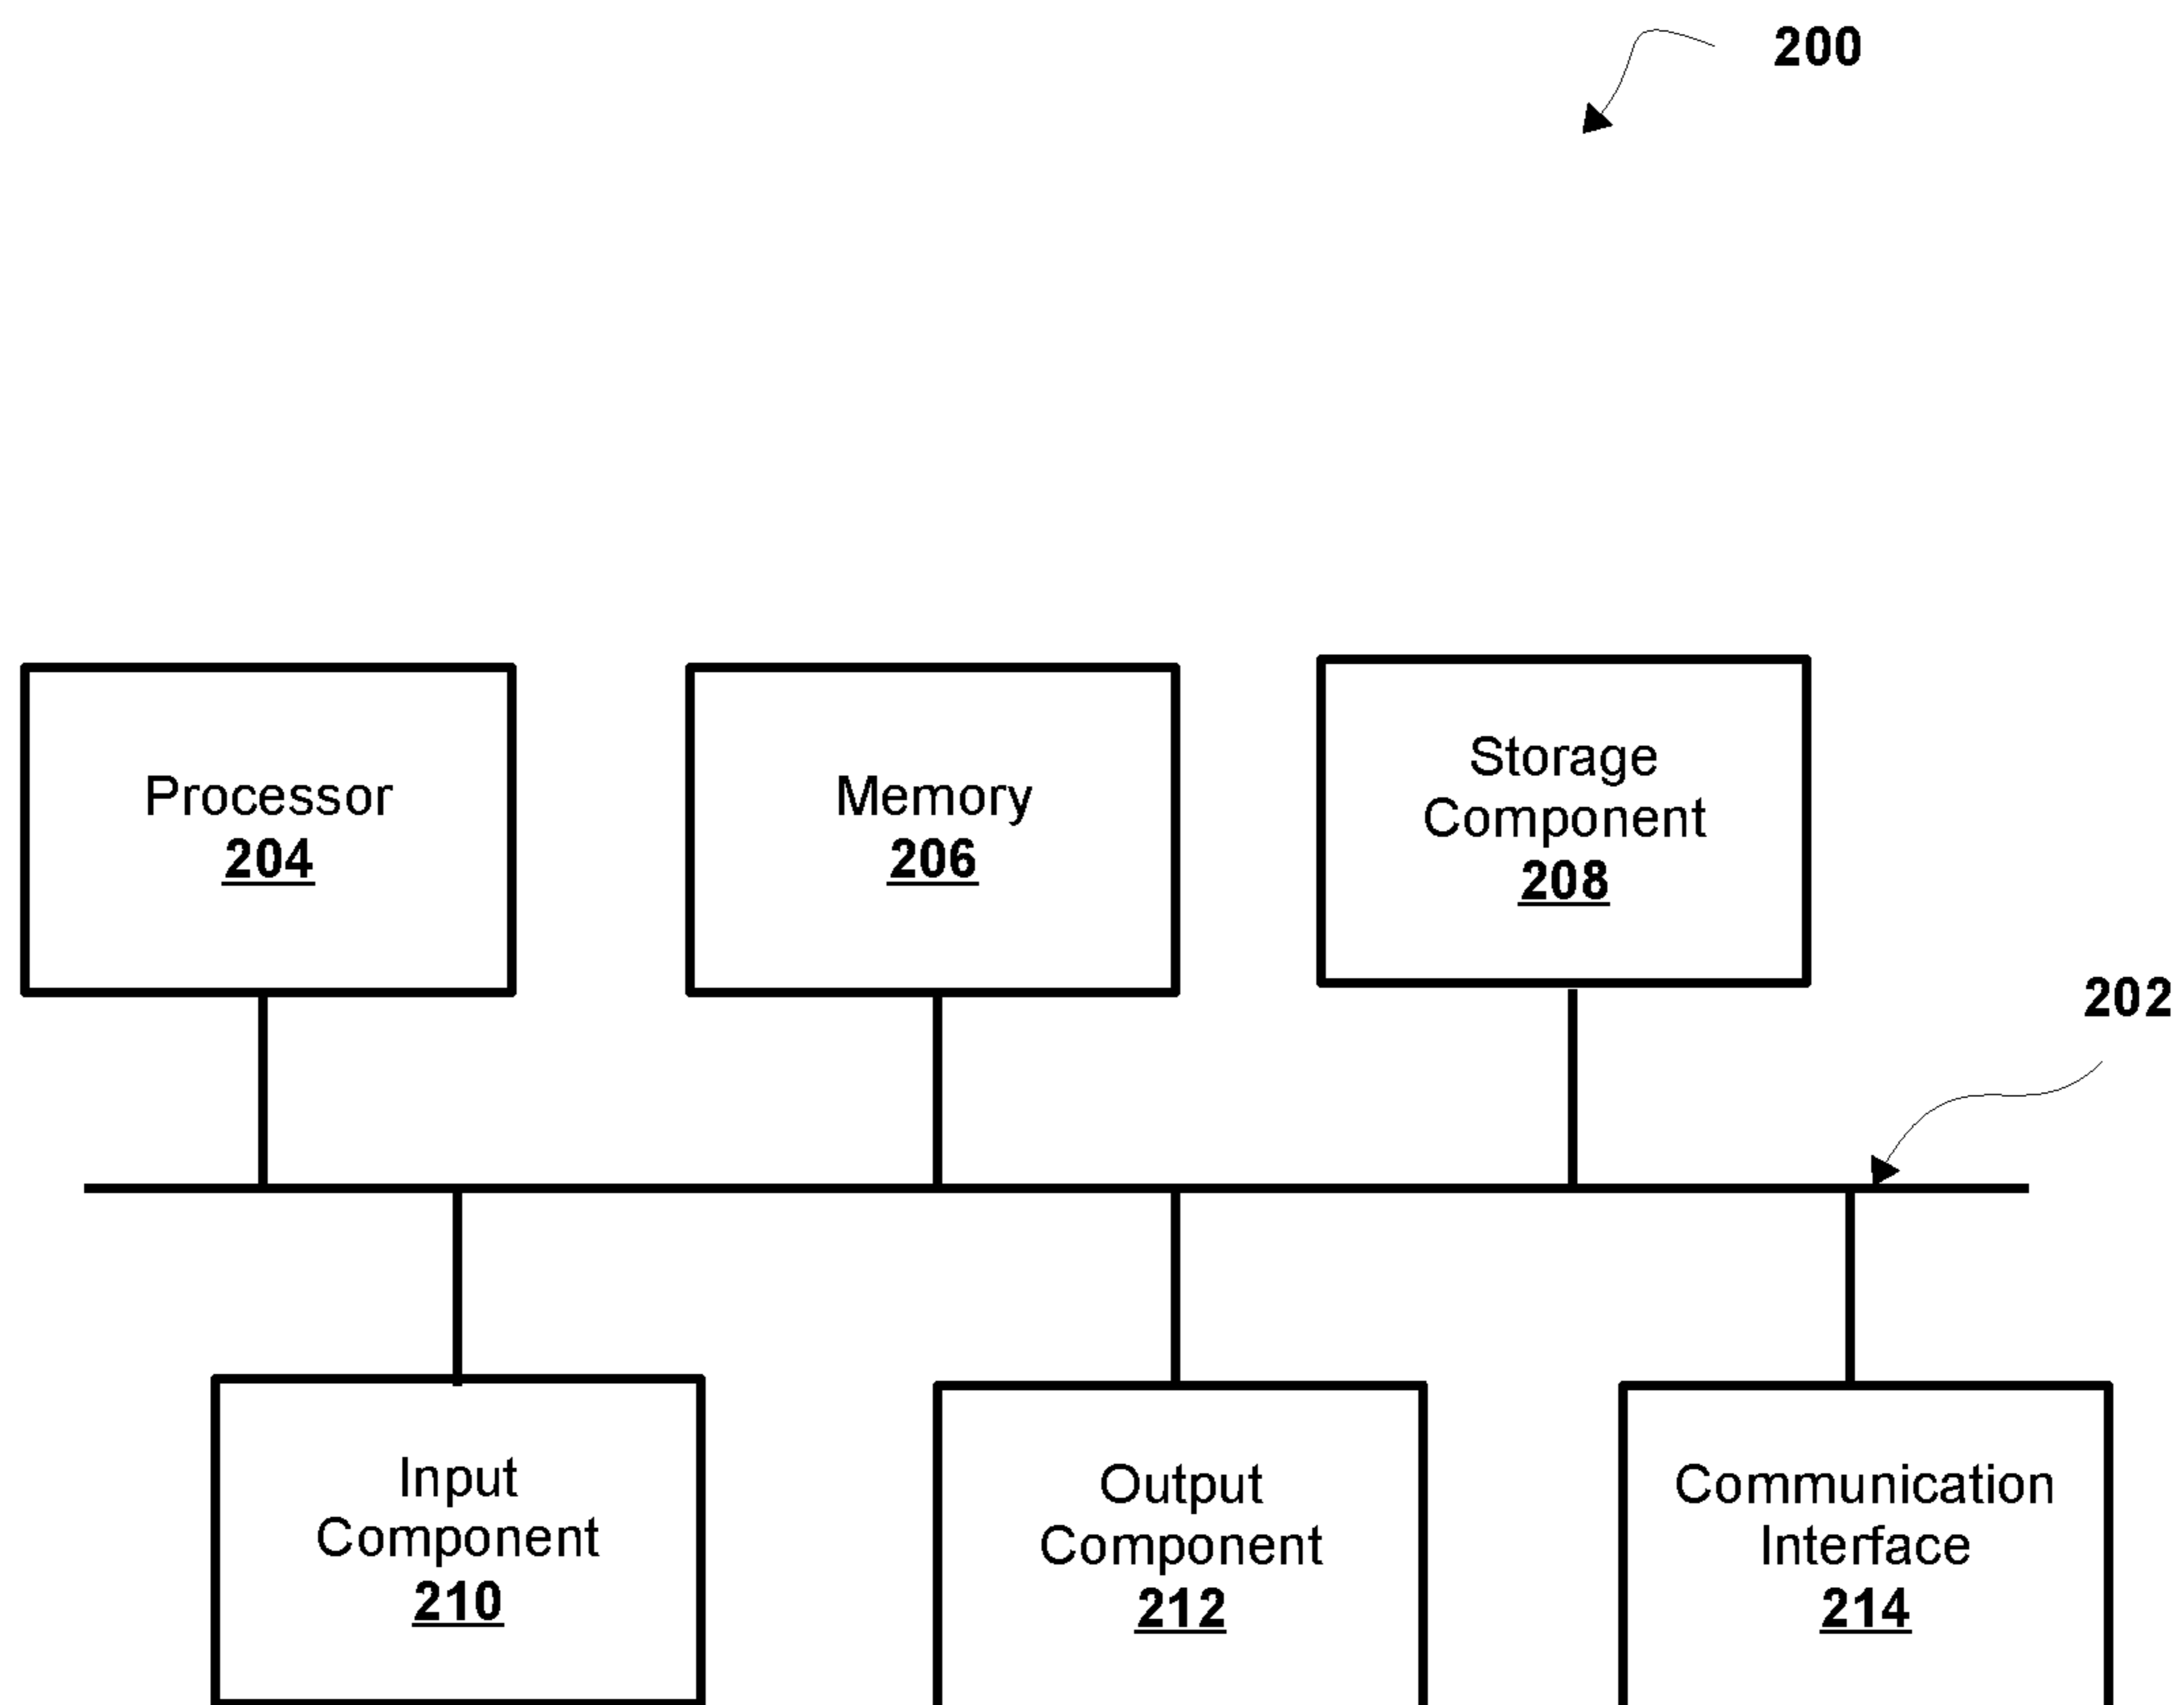 200
Processor
204
Memory
206
Storage
Component
208
202
Input
Component
210
Output
Component
212
Communication
Interface
214